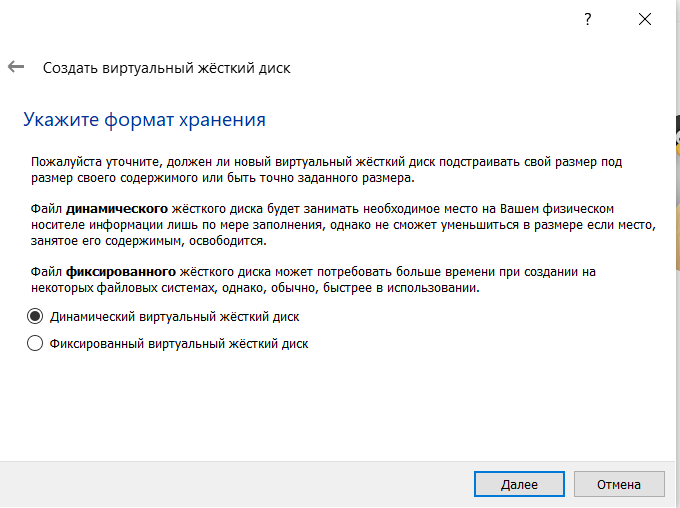 ?
Создать виртуальный жёсткий диск
Укажите формат хранения
Пожалуйста уточните, должен ли новый виртуальный жёсткий диск подстраивать свой размер под
размер своего содержимого или быть точно заданного размера.
Файл динамического жёсткого диска будет занимать необходимое место на Вашем физическом
носителе информации лишь по мере заполнения, однако не сможет уменьшиться в размере если место,
занятое его содержимым, освободится.
Файл фиксированного жёсткого диска может потребовать больше времени при создании на
некоторых файловых системах, однако, обычно, быстрее в использовании.
Динамический виртуальный жёсткий диск
Фиксированный виртуальный жёсткий диск
Далее Отмена